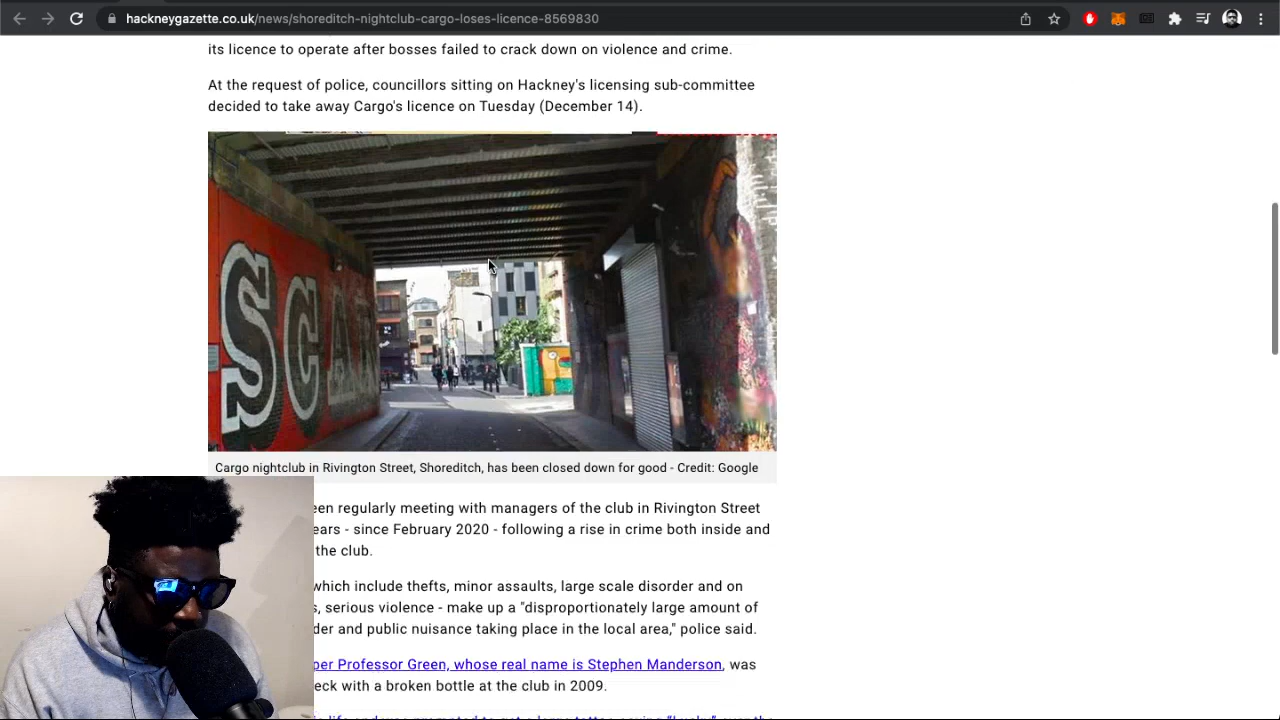 hackneygazette.co.uk/news/shoreditch-nightclub-cargo-loses-licence-8569830
its licence to operate after bosses failed to crack down on violence and crime.
At the request of police, councillors sitting on Hackney's licensing sub-committee
decided to take away Cargo's licence on Tuesday (December 14).
SCA
Cargo nightclub in Rivington Street, Shoreditch, has been closed down for good - Credit: Google
regularly meeting with managers of the club in Rivington Street
- since February 2020 - following a rise in crime both inside and
the club.
which include thefts, minor assaults, large scale disorder and on
serious violence - make up a "disproportionately large amount of
and public nuisance taking place in the local area," police said.
Professor Green, whose real name is Stephen Manderson, was
with a broken bottle at the club in 2009.